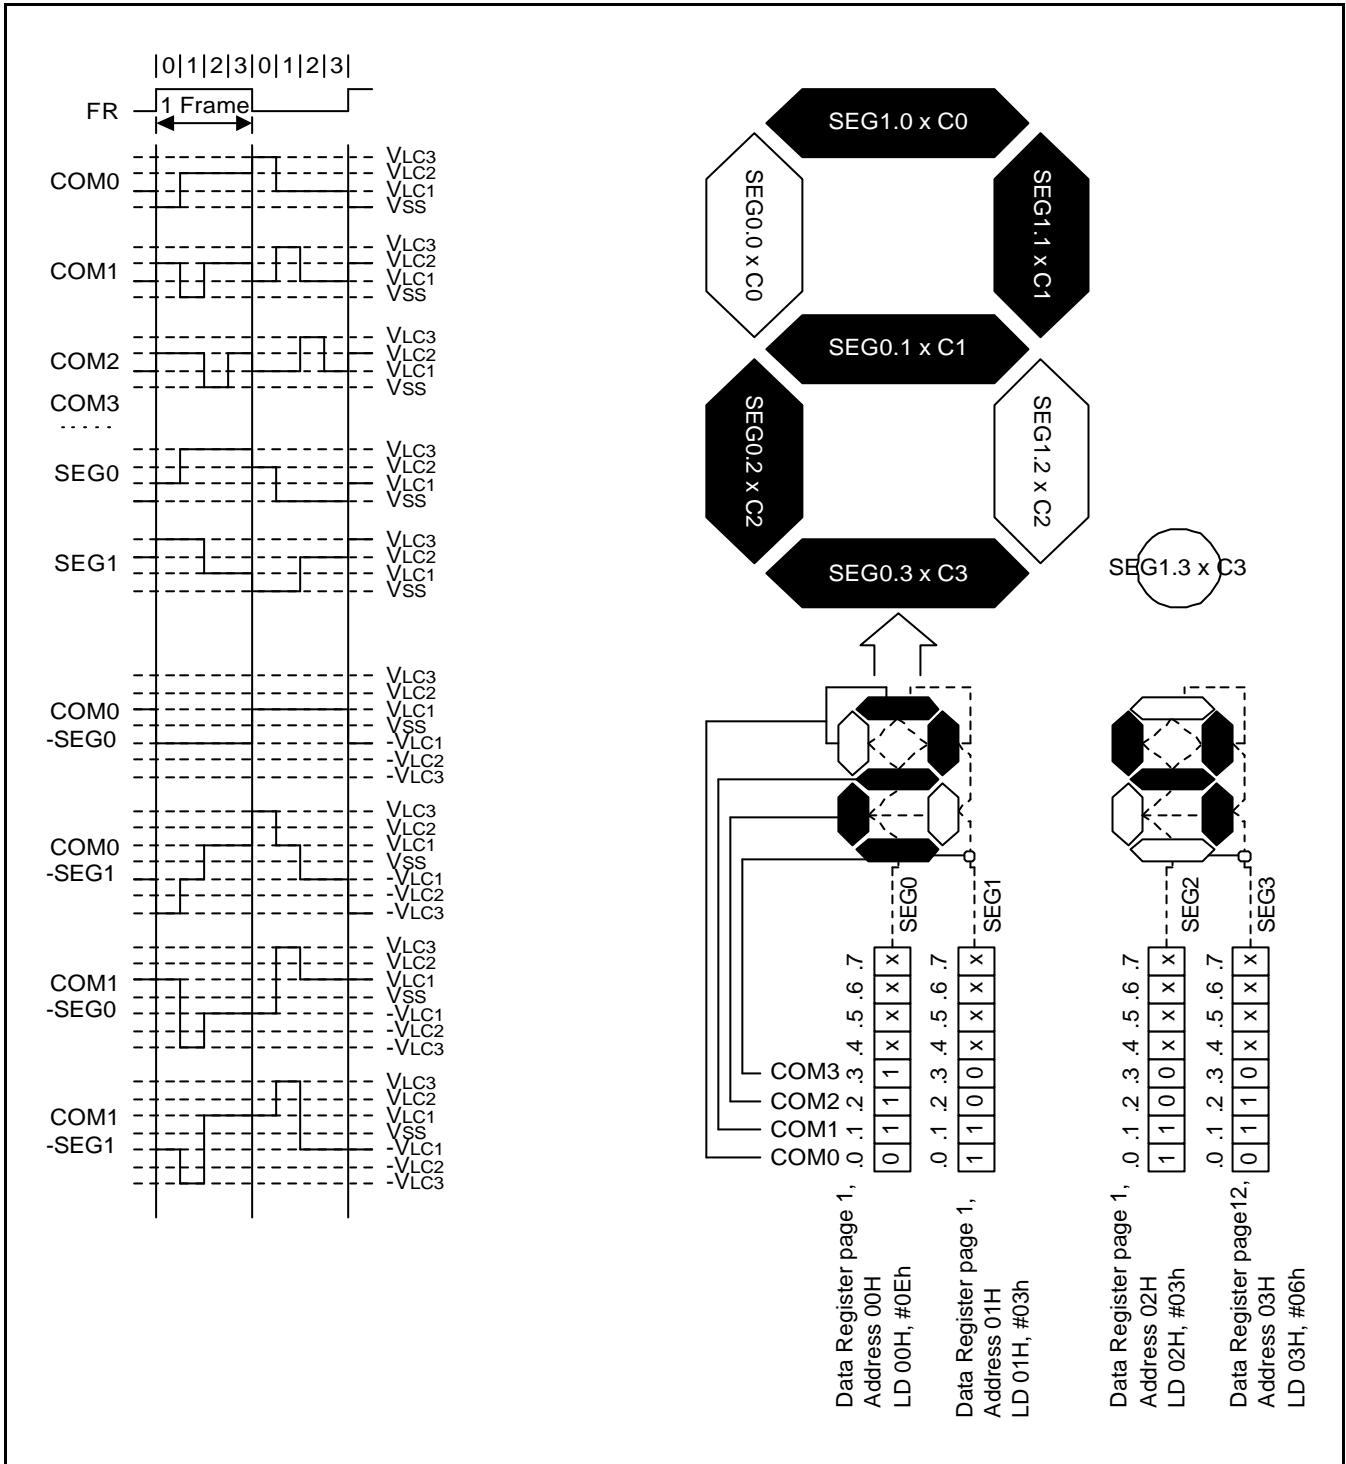 |0|1|2|3|0|1|2|3|
FR
1 Frame
COM0
VLC3
VLC2
VLC1
VSS
COM1
VLC3
VLC2
VLC1
VSS
COM2
VLC3
VLC2
VLC1
VSS
COM3
.....
SEG0
VLC3
VLC2
VLC1
VSS
SEG1
VLC3
VLC2
VLC1
VSS
COM0
-SEG0
VLC3
VLC2
VLC1
VSS
-VLC1
-VLC2
-VLC3
COM0
-SEG1
VLC3
VLC2
VLC1
VSS
-VLC1
-VLC2
-VLC3
COM1
-SEG0
VLC3
VLC2
VLC1
VSS
-VLC1
-VLC2
-VLC3
COM1
-SEG1
VLC3
VLC2
VLC1
VSS
-VLC1
-VLC2
-VLC3
SEG1.0 x C0
SEG0.0 x C0
SEG1.1 x C1
SEG0.1 x C1
SEG0.2 x C2
SEG1.2 x C2
SEG0.3 x C3
SEG1.3 x C3
SEG0
SEG1
SEG2
SEG3
COM3
COM2
COM1
COM0
.0 .1 .2 .3 .4 .5 .6 .7
0 1 1 1 x x x x
.0 .1 .2 .3 .4 .5 .6 .7
1 1 0 0 x x x x
.0 .1 .2 .3 .4 .5 .6 .7
1 1 0 0 x x x x
.0 .1 .2 .3 .4 .5 .6 .7
0 1 1 0 x x x x
Data Register page 1,
Address 00H
LD 00H, #0Eh
Data Register page 1,
Address 01H
LD 01H, #03h
Data Register page 1,
Address 02H
LD 02H, #03h
Data Register page12,
Address 03H
LD 03H, #06h